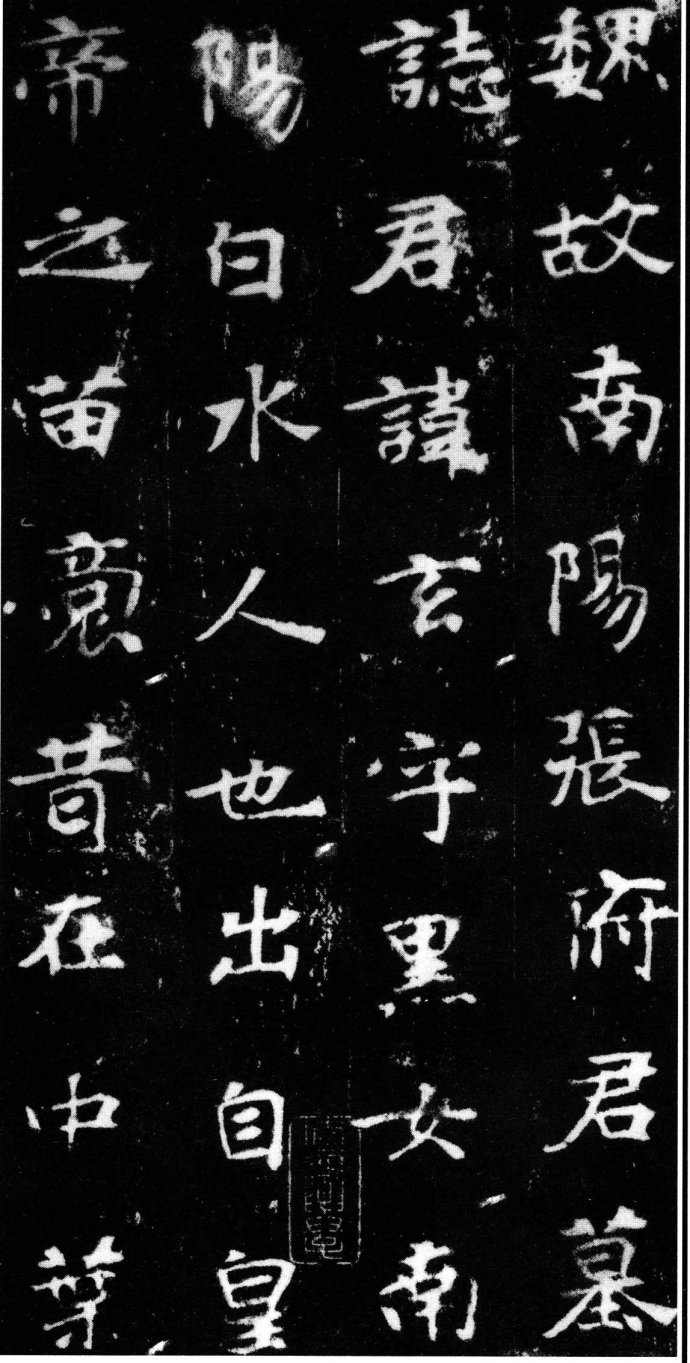 魏故南陽張府君墓
誌君諱玄字黑女南
陽白水人也出自皇
帝之苗裔昔在中葉